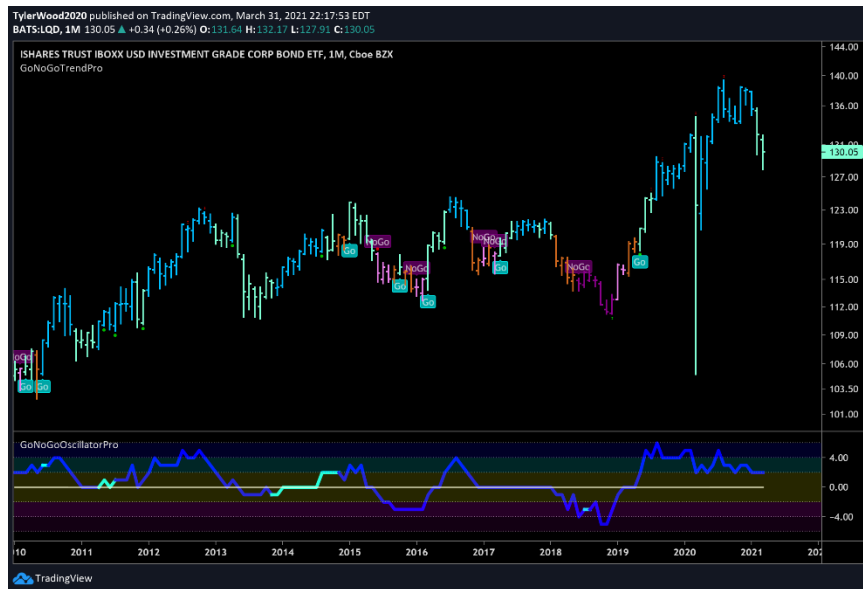 TylerWood2020 published on TradingView.com, March 31, 2021 22:17:53 EDT
BATS:LQD, 1M 130.05 ▲ +0.34 (+0.26%) O:131.64 H:132.17 L:127.91 C:130.05
ISHARES TRUST IBOXX USD INVESTMENT GRADE CORP BOND ETF, 1M, Cboe BZX
GoNoGoTrendPro
144.00
140.00
136.00
131.00
130.05
127.00
123.00
119.00
115.00
112.00
109.00
106.00
103.50
101.00
NoGo
Go
Go
Go
NoGo
Go
NoGo
Go
NoGo
NoGo
Go
NoGo
Go
GoNoGoOscillatorPro
4.00
0.00
−4.00
10 2011 2012 2013 2014 2015 2016 2017 2018 2019 2020 2021 202
TradingView